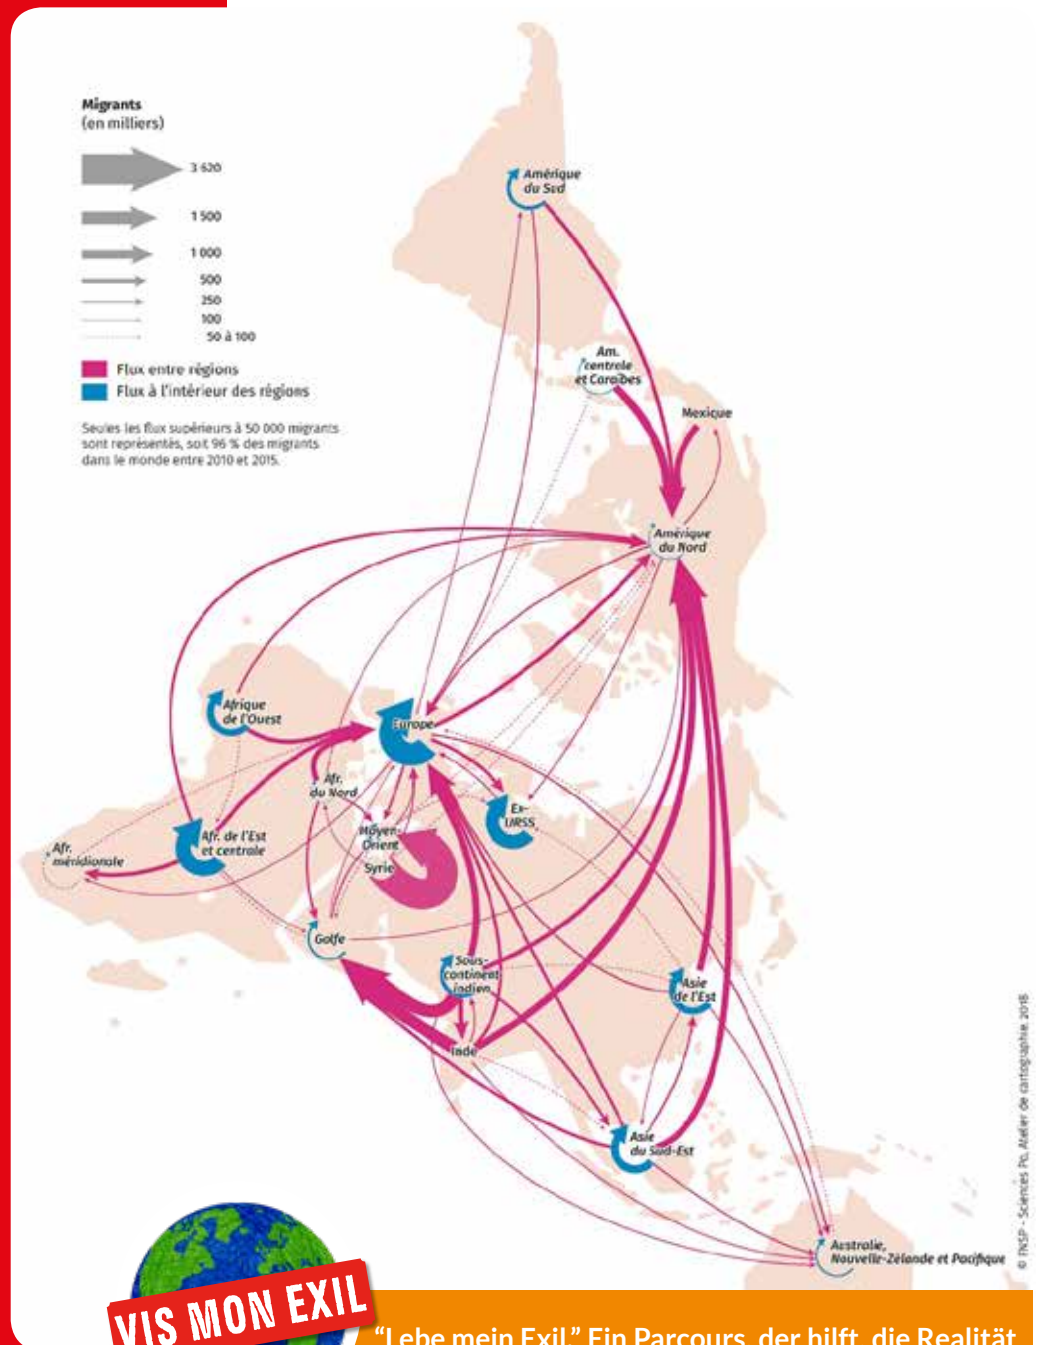 Migrants
(en milliers)
3 620
1 500
1 000
500
250
100
50 à 100
Flux entre régions
Flux à l'intérieur des régions
Seules les flux supérieurs à 50 000 migrants
sont représentés, soit 96 % des migrants
dans le monde entre 2010 et 2015.
Amérique
du Sud
Am.
centrale
et Caraïbes
Mexique
Amérique
du Nord
Afrique
de l'Ouest
Europe
Afr.
du Nord
Ex-
URSS
Moyen-
Orient
Syrie
Afr. de l'Est
et centrale
Afr.
méridionale
Golfe
Sous-
continent
indien
Asie
de l'Est
Inde
Asie
du Sud-Est
Australie,
Nouvelle-Zélande et Pacifique
© FNSP - Sciences Po, Atelier de cartographie, 2018
VIS MON EXIL
“Lebe mein Exil.” Ein Parcours, der hilft, die Realität